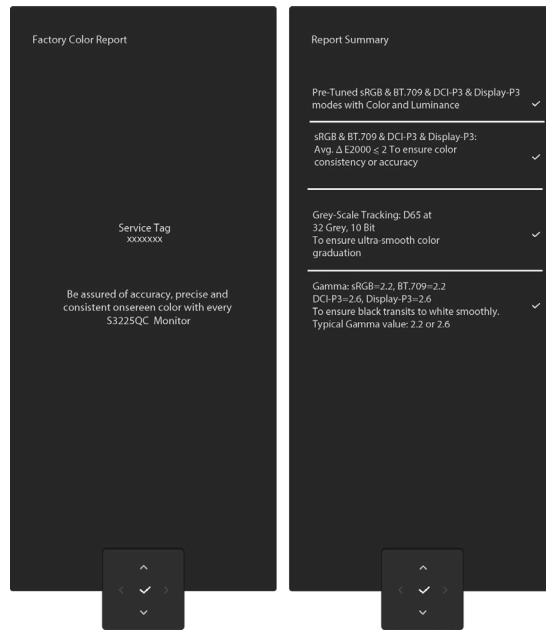 Factory Color Report
Service Tag
xxxxxxx
Be assured of accuracy, precise and
consistent onsereen color with every
S3225QC Monitor
Report Summary
Pre-Tuned sRGB & BT.709 & DCI-P3 & Display-P3
modes with Color and Luminance
sRGB & BT.709 & DCI-P3 & Display-P3:
Avg. Δ E2000 ≤ 2 To ensure color
consistency or accuracy
Grey-Scale Tracking: D65 at
32 Grey, 10 Bit
To ensure ultra-smooth color
graduation
Gamma: sRGB=2.2, BT.709=2.2
DCI-P3=2.6, Display-P3=2.6
To ensure black transits to white smoothly.
Typical Gamma value: 2.2 or 2.6